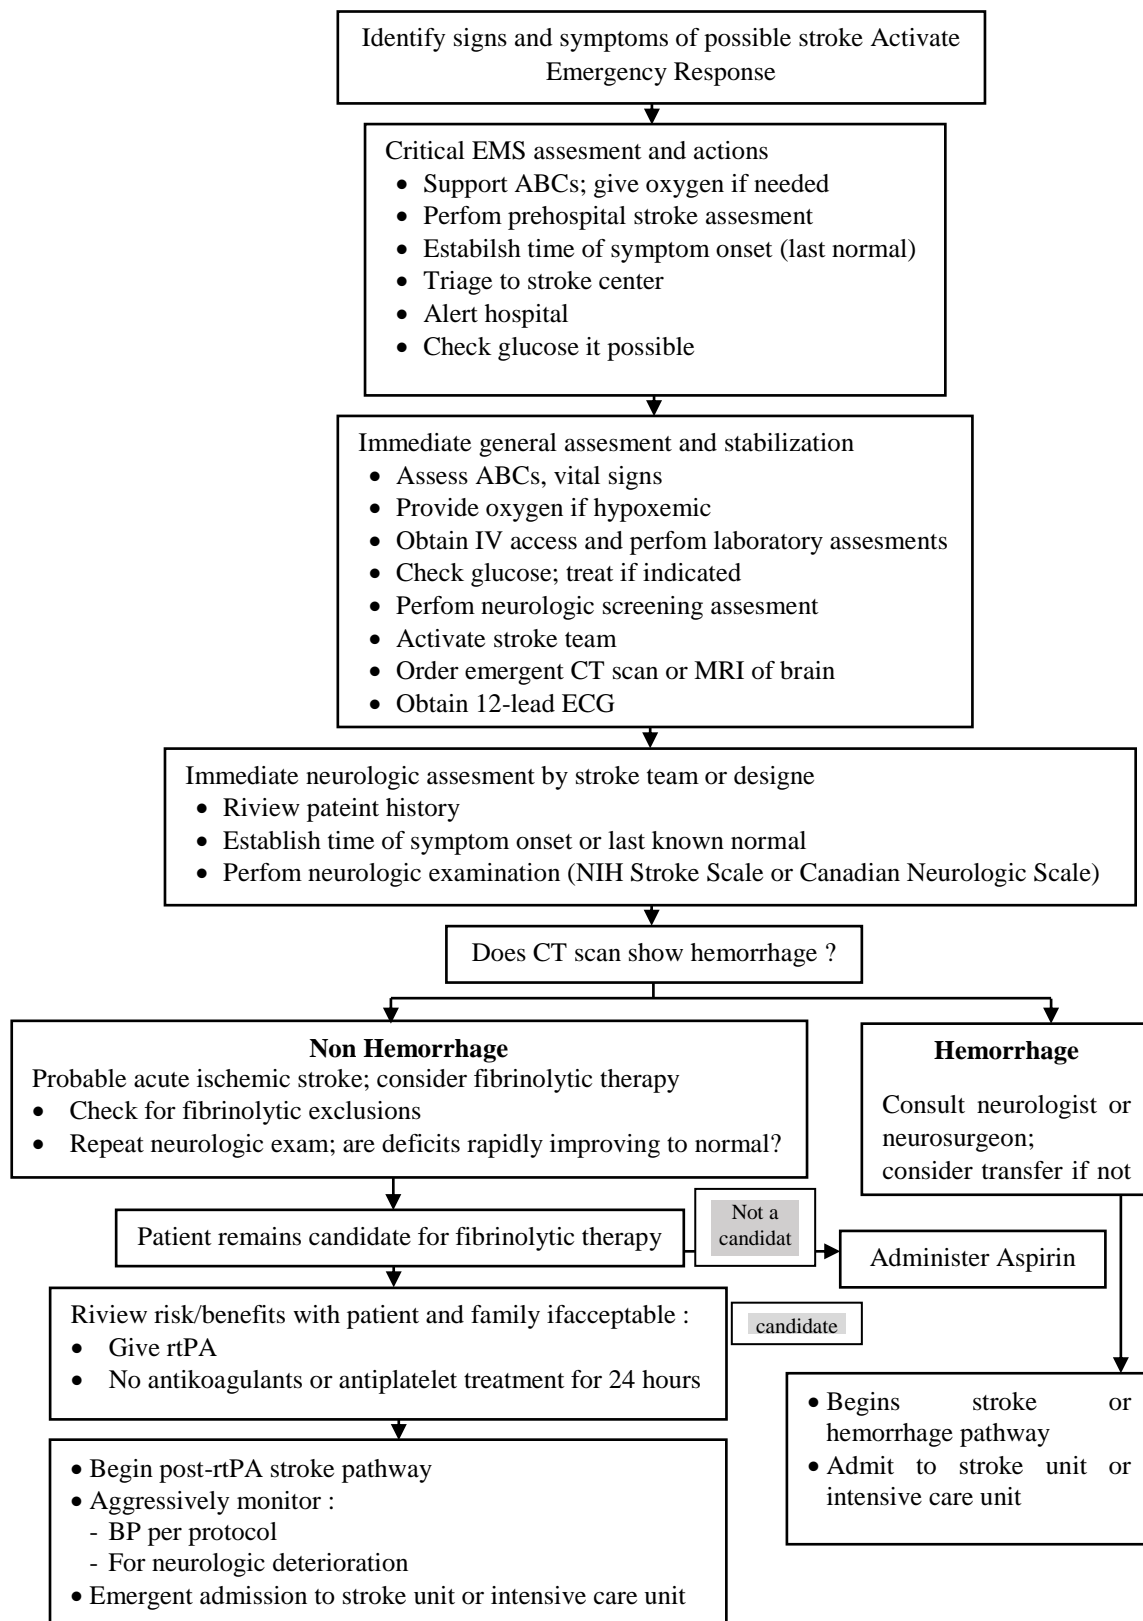 Identify signs and symptoms of possible stroke Activate
Emergency Response
Critical EMS assesment and actions
• Support ABCs; give oxygen if needed
• Perfom prehospital stroke assesment
• Estabilsh time of symptom onset (last normal)
• Triage to stroke center
• Alert hospital
• Check glucose it possible
Immediate general assesment and stabilization
• Assess ABCs, vital signs
• Provide oxygen if hypoxemic
• Obtain IV access and perfom laboratory assesments
• Check glucose; treat if indicated
• Perfom neurologic screening assesment
• Activate stroke team
• Order emergent CT scan or MRI of brain
• Obtain 12-lead ECG
Immediate neurologic assesment by stroke team or designe
• Riview pateint history
• Establish time of symptom onset or last known normal
• Perfom neurologic examination (NIH Stroke Scale or Canadian Neurologic Scale)
Does CT scan show hemorrhage ?
Non Hemorrhage
Probable acute ischemic stroke; consider fibrinolytic therapy
• Check for fibrinolytic exclusions
• Repeat neurologic exam; are deficits rapidly improving to normal?
Hemorrhage
Consult neurologist or
neurosurgeon;
consider transfer if not
Patient remains candidate for fibrinolytic therapy
Not a
candidat
Administer Aspirin
Riview risk/benefits with patient and family ifacceptable :
• Give rtPA
• No antikoagulants or antiplatelet treatment for 24 hours
candidate
• Begin post-rtPA stroke pathway
• Aggressively monitor :
- BP per protocol
- For neurologic deterioration
• Emergent admission to stroke unit or intensive care unit
• Begins stroke or
hemorrhage pathway
• Admit to stroke unit or
intensive care unit